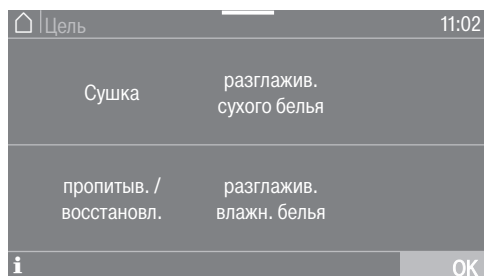 Цель
11:02
Сушка
разглажив.
сухого белья
пропитыв. /
восстановл.
разглажив.
влажн. белья
i
OK